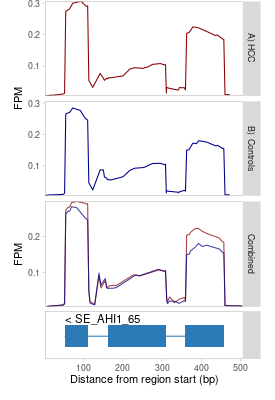 0.3
0.2
0.1
A) HCC
FPM
0.3
0.2
0.1
B) Controls
0.2
0.1
FPM
Combined
< SE_AHI1_65
0 100 200 300 400 500
Distance from region start (bp)